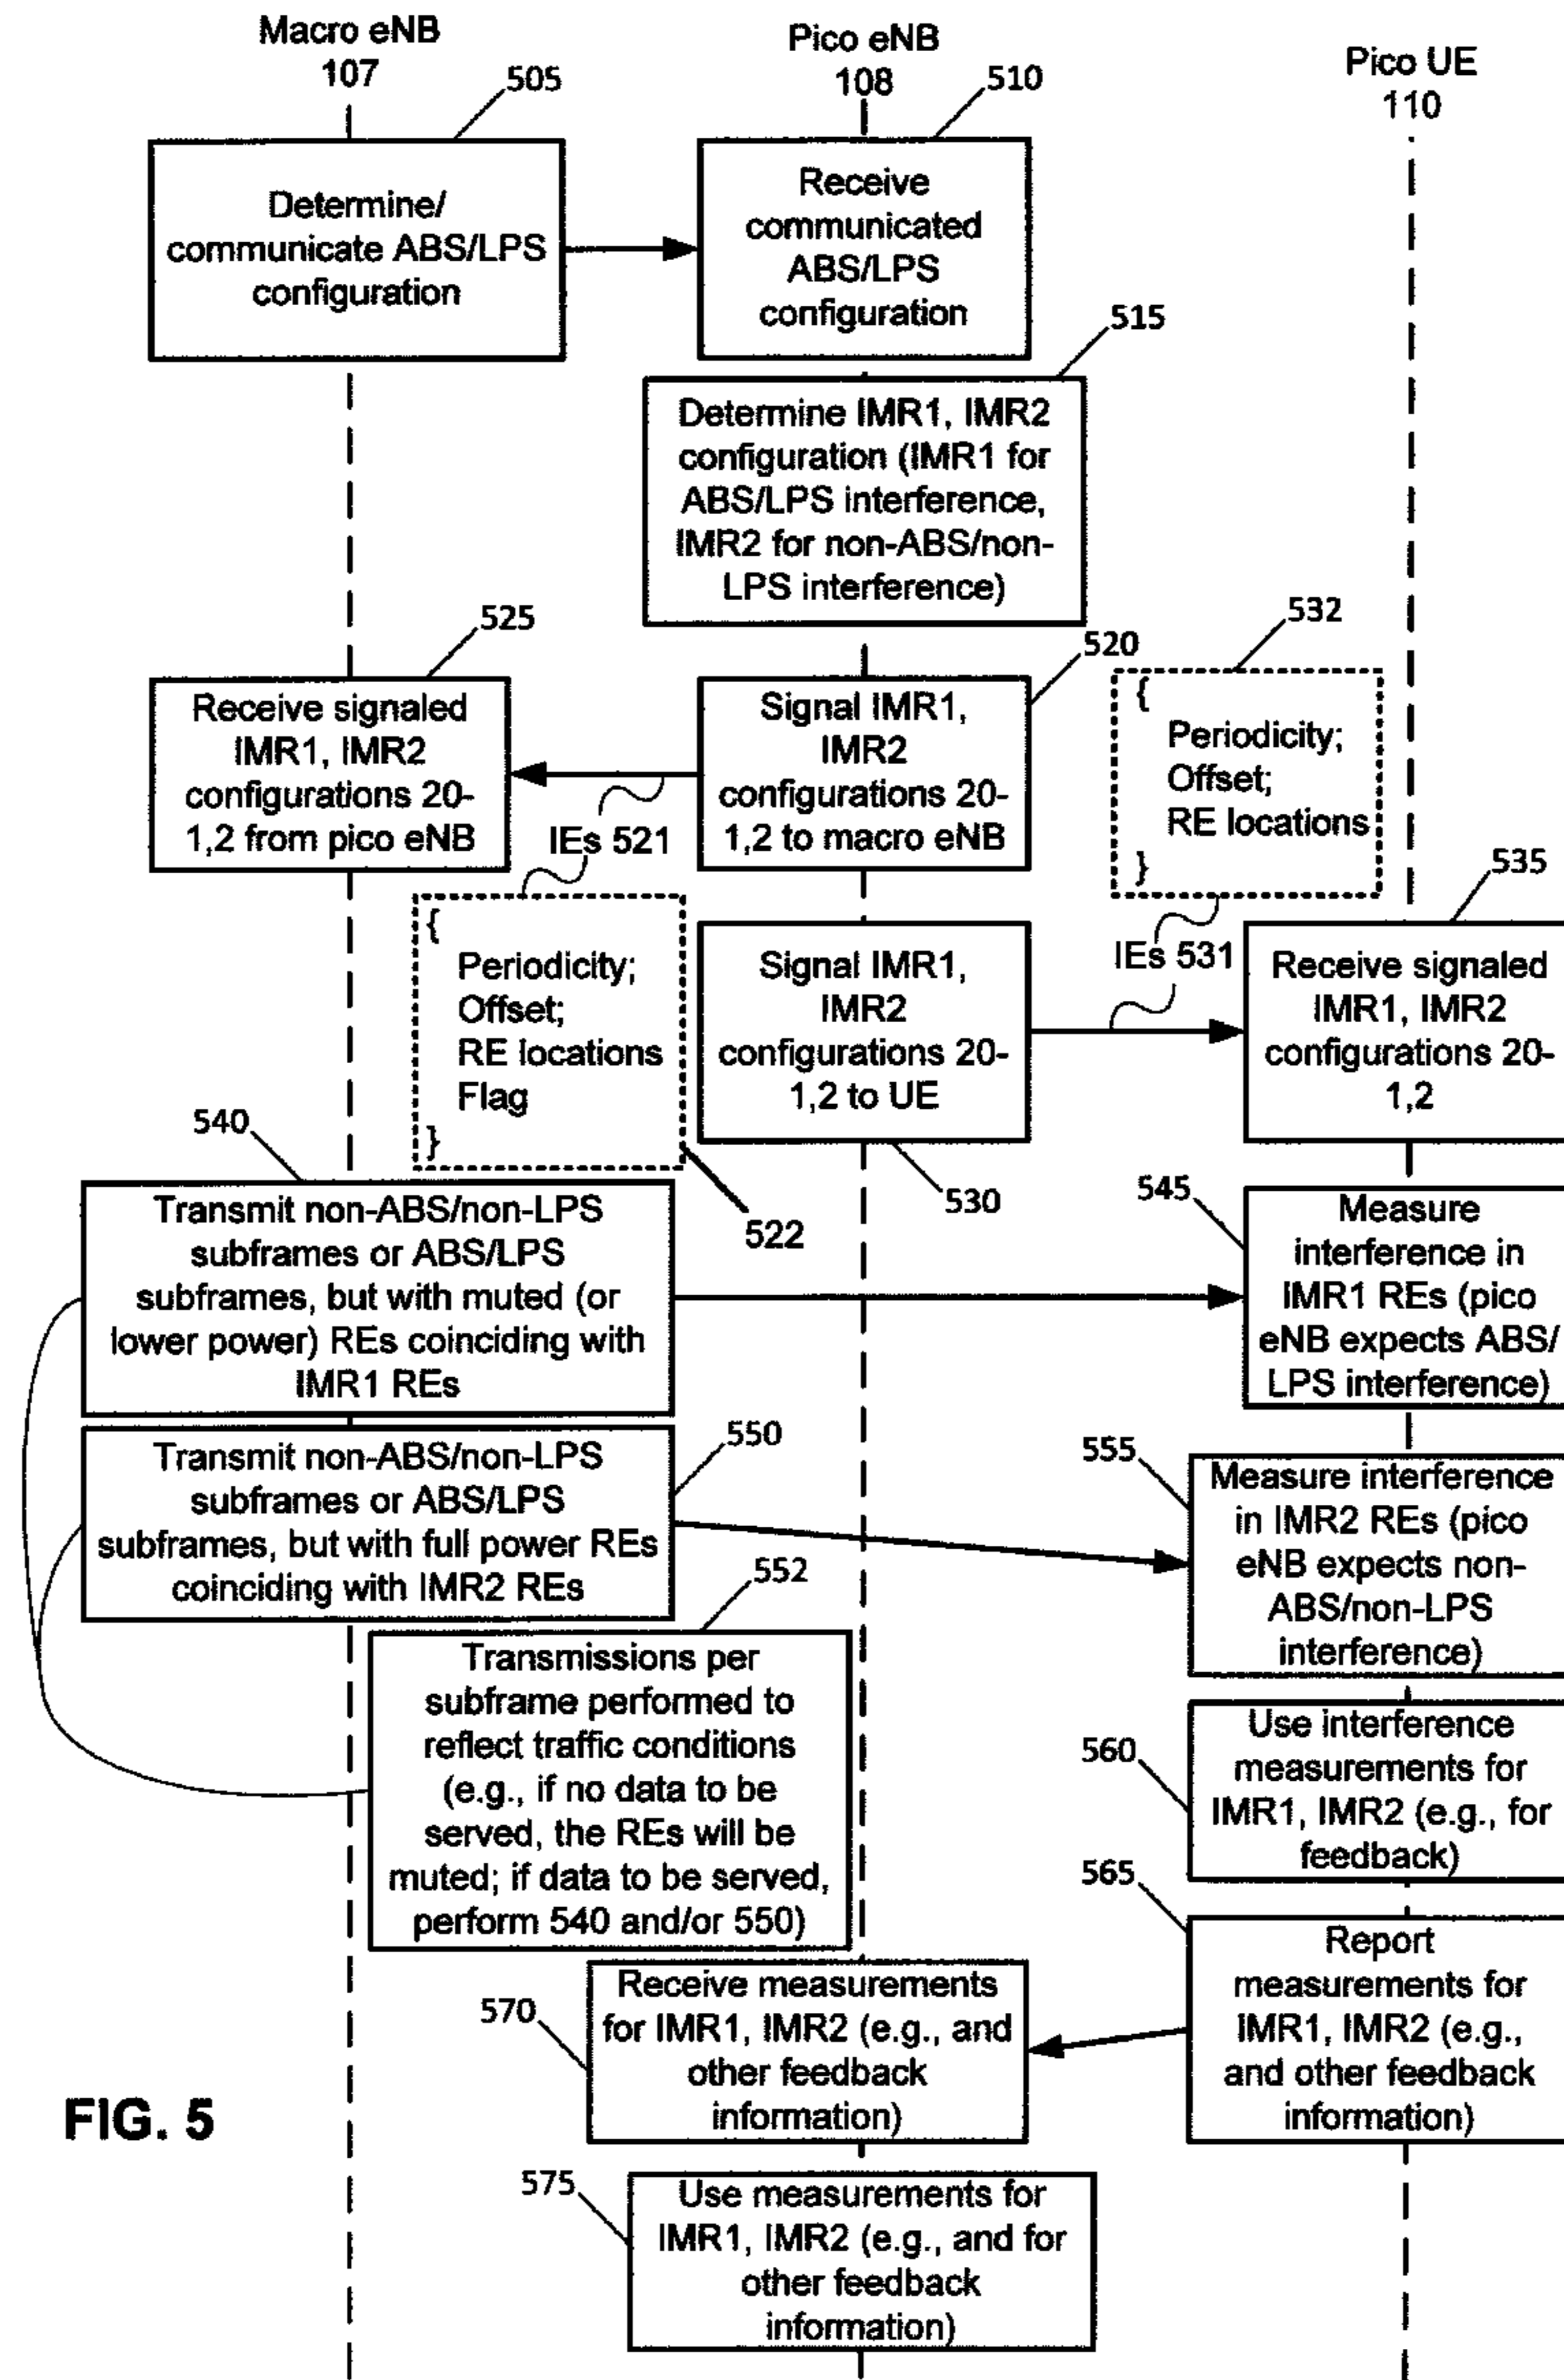 Macro eNB
107
Pico eNB
108
Pico UE
110
505
510
Determine/
communicate ABS/LPS
configuration
Receive
communicated
ABS/LPS
configuration
515
Determine IMR1, IMR2
configuration (IMR1 for
ABS/LPS interference,
IMR2 for non-ABS/non-
LPS interference)
525
520
532
Receive signaled
IMR1, IMR2
configurations 20-
1,2 from pico eNB
IEs 521
Signal IMR1,
IMR2
configurations 20-
1,2 to macro eNB
{
Periodicity;
Offset;
RE locations
}
535
{
Periodicity;
Offset;
RE locations
Flag
}
522
Signal IMR1,
IMR2
configurations 20-
1,2 to UE
530
IEs 531
Receive signaled
IMR1, IMR2
configurations 20-
1,2
540
Transmit non-ABS/non-LPS
subframes or ABS/LPS
subframes, but with muted (or
lower power) REs coinciding with
IMR1 REs
545
Measure
interference in
IMR1 REs (pico
eNB expects ABS/
LPS interference)
550
Transmit non-ABS/non-LPS
subframes or ABS/LPS
subframes, but with full power REs
coinciding with IMR2 REs
555
Measure interference
in IMR2 REs (pico
eNB expects non-
ABS/non-LPS
interference)
552
Transmissions per
subframe performed to
reflect traffic conditions
(e.g., if no data to be
served, the REs will be
muted; if data to be served,
perform 540 and/or 550)
560
Use interference
measurements for
IMR1, IMR2 (e.g., for
feedback)
565
Report
measurements for
IMR1, IMR2 (e.g.,
and other feedback
information)
570
Receive measurements
for IMR1, IMR2 (e.g., and
other feedback
information)
FIG. 5
575
Use measurements for
IMR1, IMR2 (e.g., and for
other feedback
information)